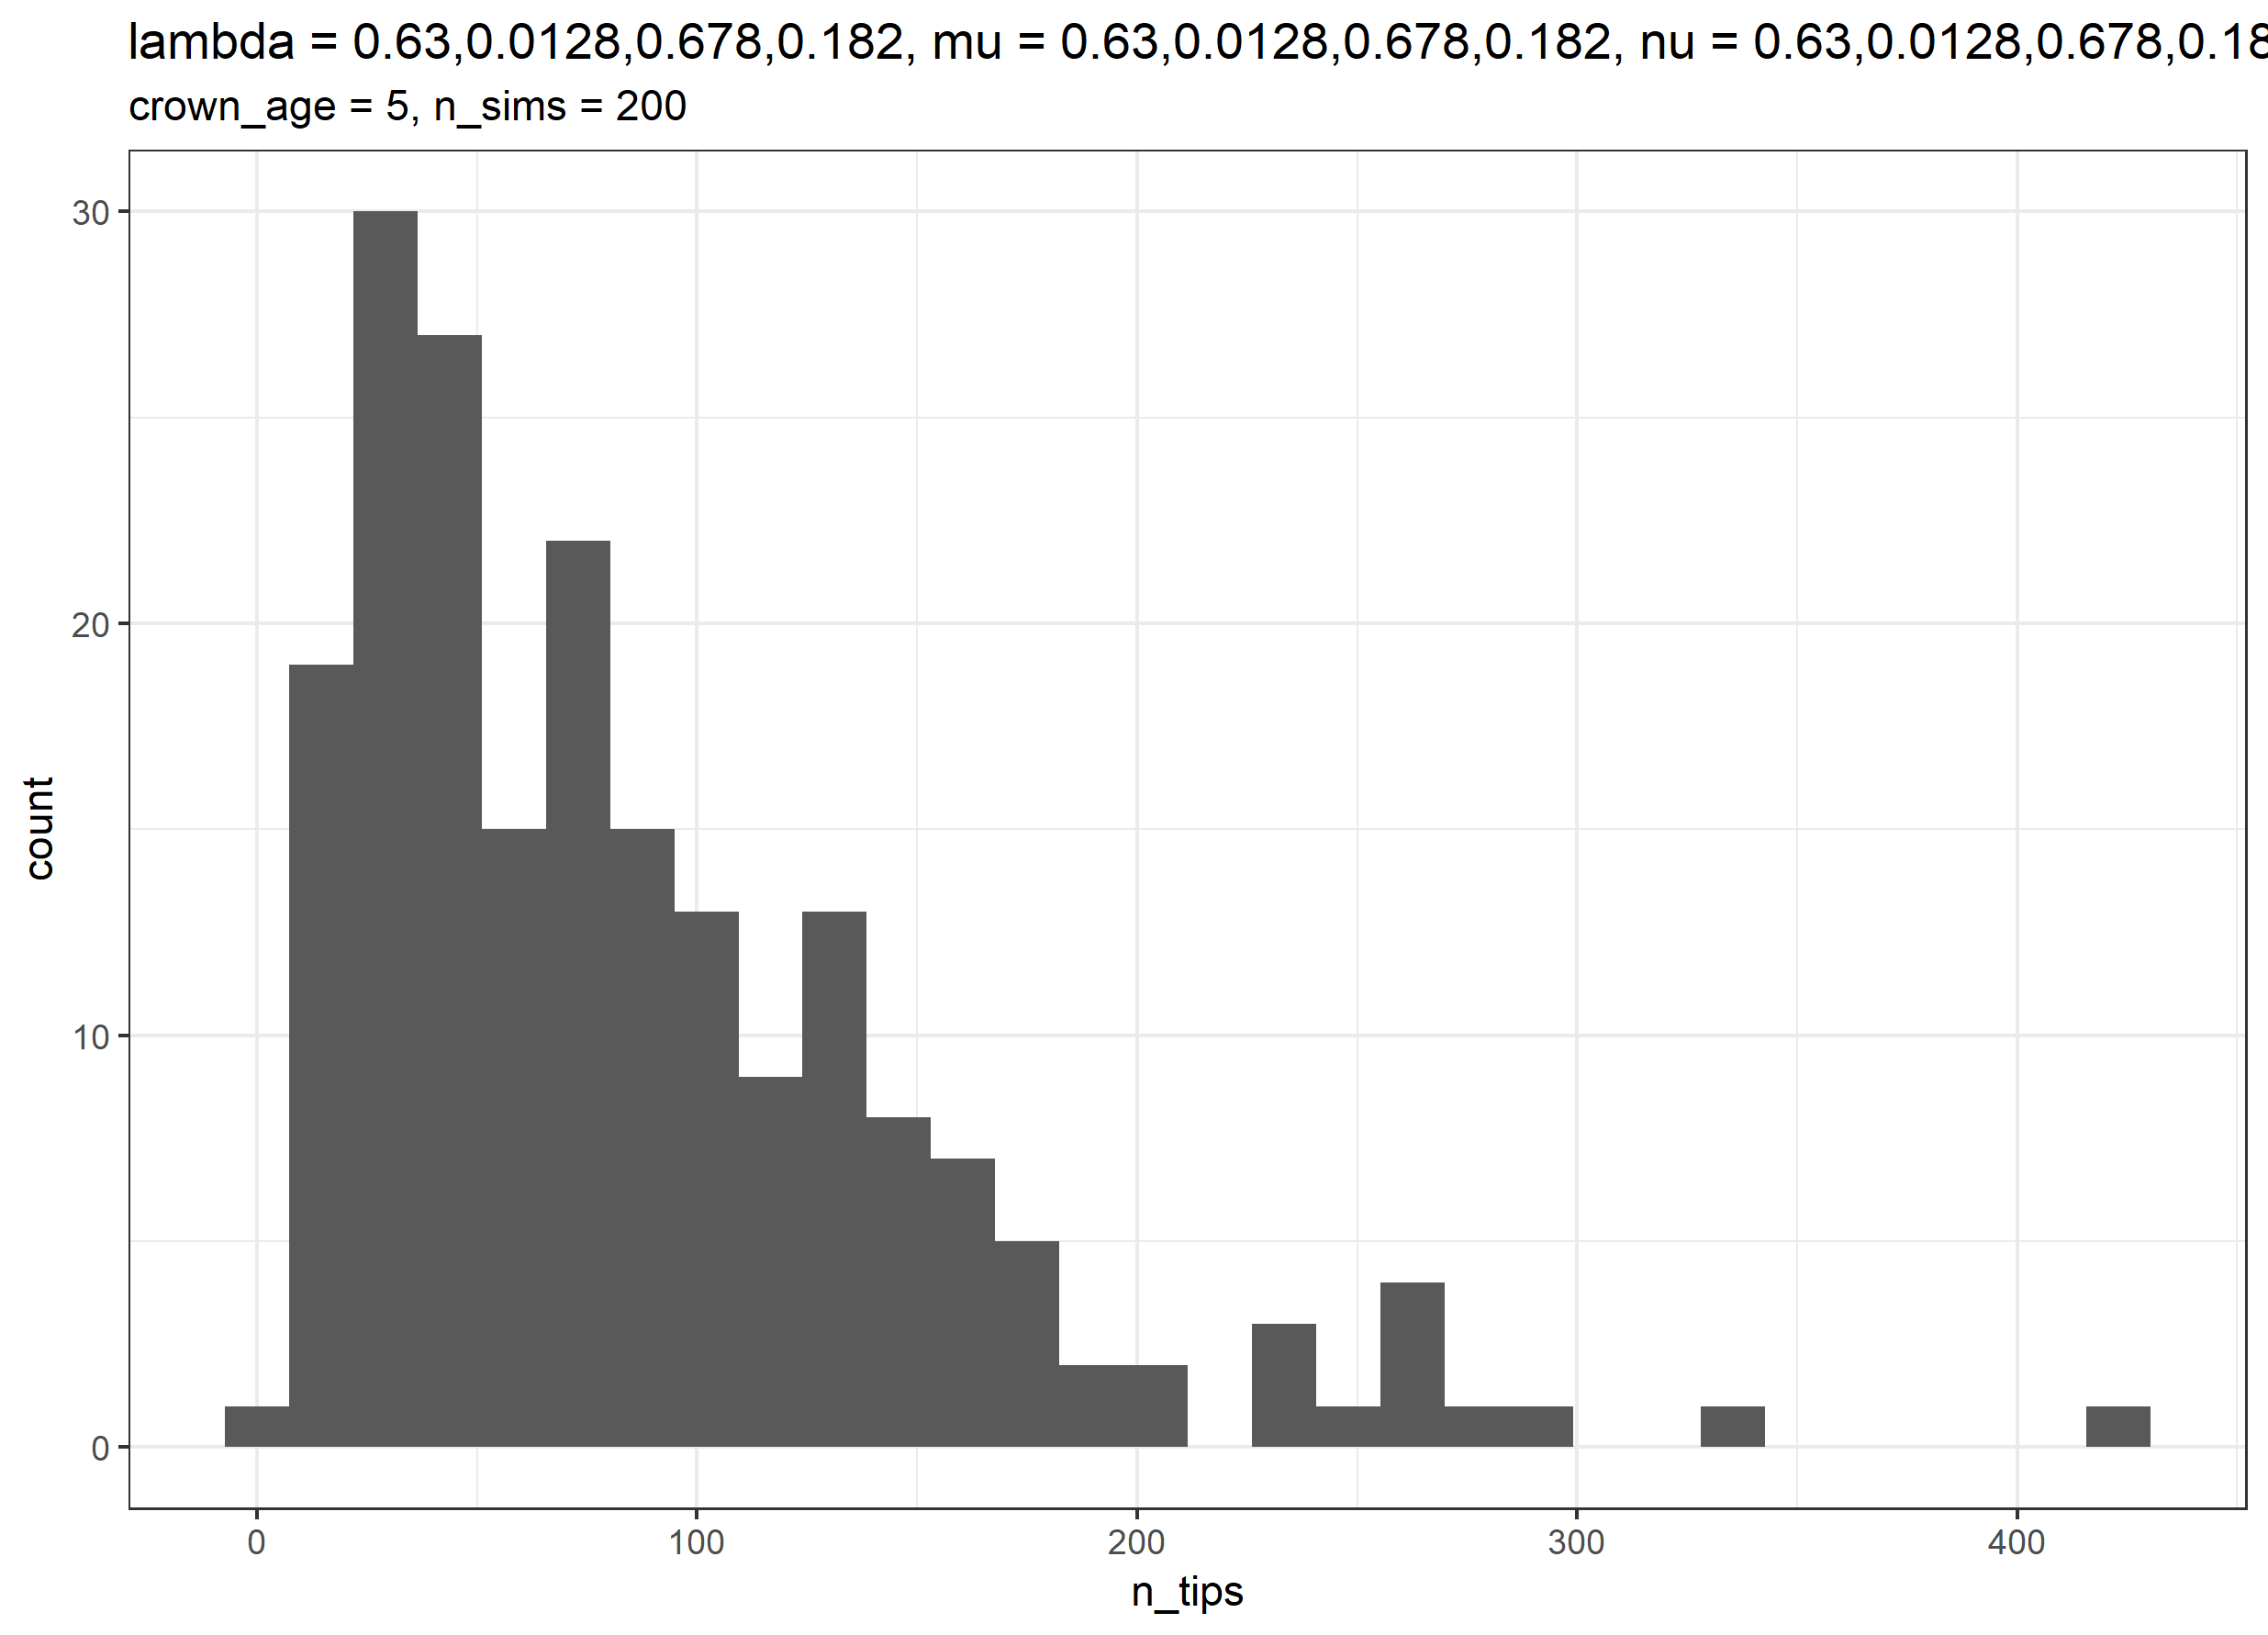 lambda = 0.63,0.0128,0.678,0.182, mu = 0.63,0.0128,0.678,0.182, nu = 0.63,0.0128,0.678,0.18
crown_age = 5, n_sims = 200
30
20
10
0
count
0 100 200 300 400
n_tips